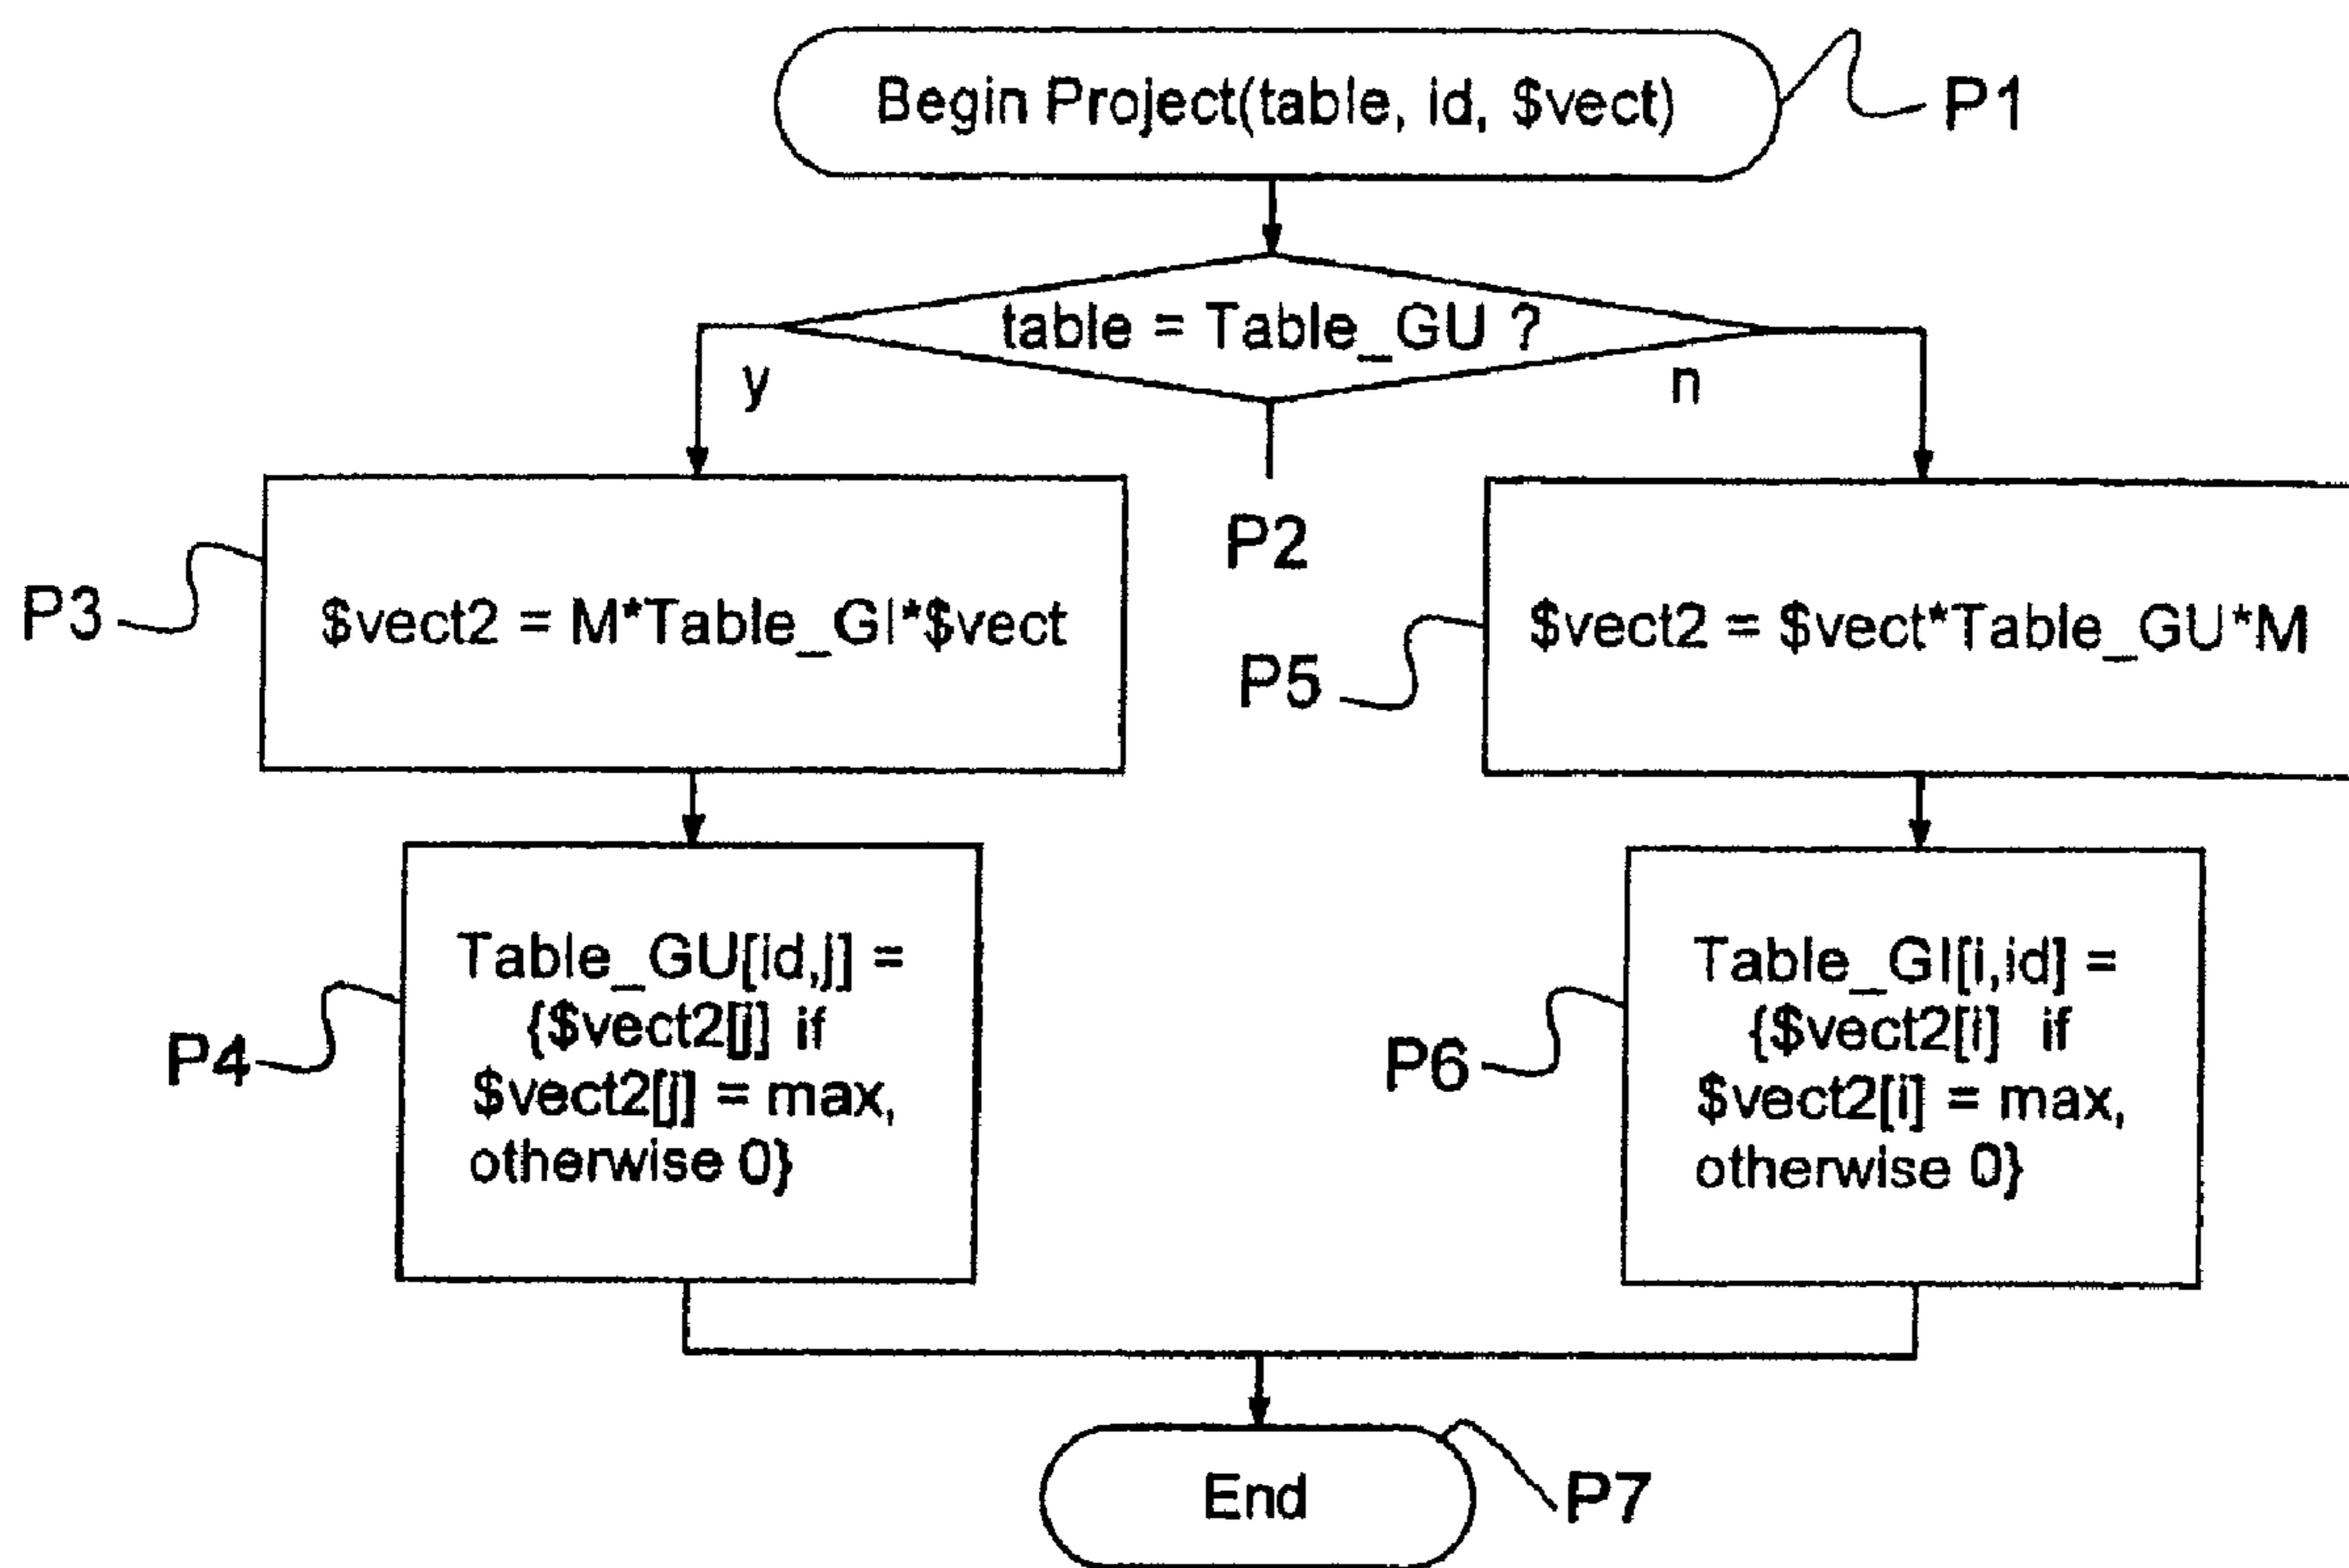 Begin Project(table, id, $vect)
P1
table = Table_GU ?
y
n
P2
P3
$vect2 = M*Table_GI*$vect
P5
$vect2 = $vect*Table_GU*M
P4
Table_GU[id,j] =
{$vect2[j] if
$vect2[j] = max,
otherwise 0}
P6
Table_GI[i,id] =
{$vect2[i] if
$vect2[i] = max,
otherwise 0}
End
P7